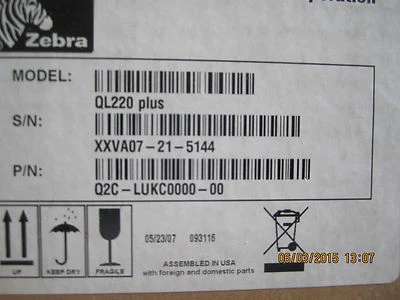 Zebra
MODEL:
QL220 plus
S/N:
XXVA07-21-5144
P/N:
Q2C-LUKC0000-00
UP
KEEP DRY
FRAGILE
05/23/07 093116
ASSEMBLED IN USA
with foreign and domestic parts
06/03/2015 13:07